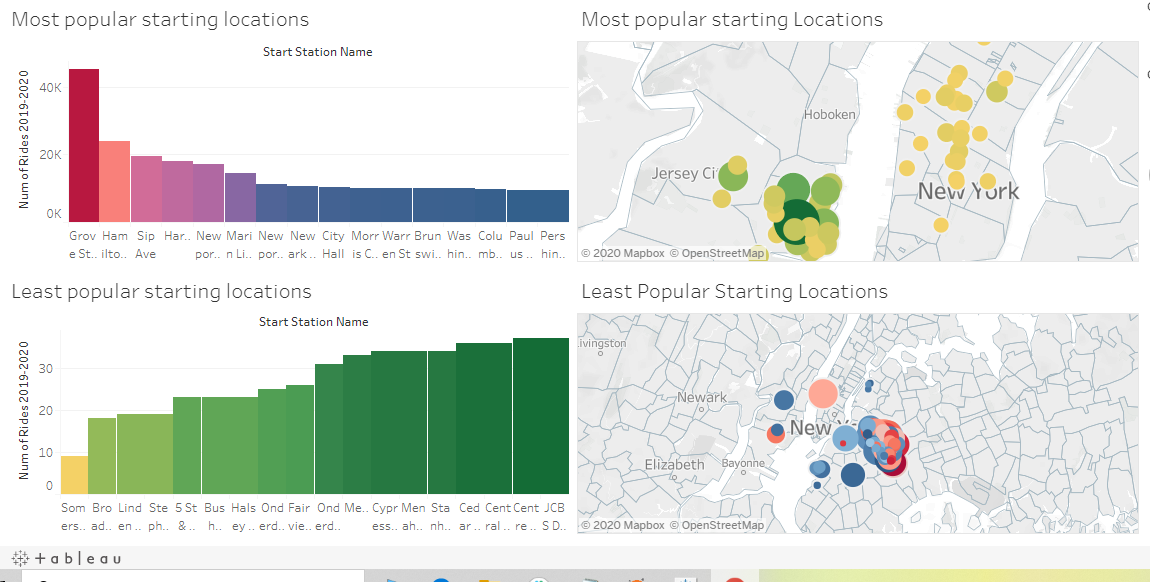 Most popular starting locations
Start Station Name
Num of Rides 2019-2020
40K
20K
0K
Grov Ham Sip Har.. New Mari New New City Morr Warr Brun Was Colu Paul Pers
e St.. ilto.. Ave por.. n Li.. por.. ark .. Hall is C.. en St swi.. hin.. mb.. us .. hin..
Most popular starting Locations
Hoboken
Jersey Ci
New York
© 2020 Mapbox © OpenStreetMap
Least popular starting locations
Start Station Name
Num of Rides 2019-2020
30
20
10
0
Som Bro Lind Ste 5 St Bus Hals Ond Fair Ond Me.. Cypr Men Sta Ced Cent Cent JCB
ers.. ad.. en .. ph.. & .. h.. ey .. erd.. vie.. erd.. ess.. ah.. nh.. ar .. ral .. re .. S D..
Least Popular Starting Locations
ivingston
Newark
New Y
Elizabeth
Bayonne
© 2020 Mapbox © OpenStreetMap
+ a b l e a u